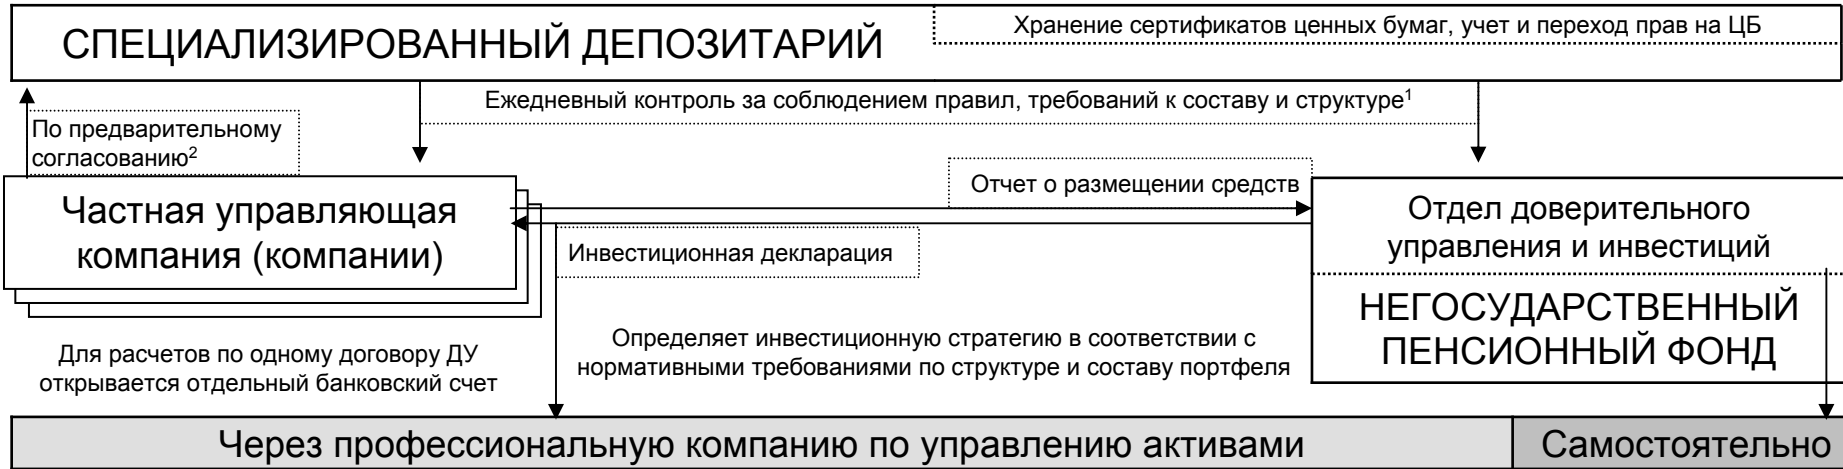 СПЕЦИАЛИЗИРОВАННЫЙ ДЕПОЗИТАРИЙ
Хранение сертификатов ценных бумаг, учет и переход прав на ЦБ
Ежедневный контроль за соблюдением правил, требований к составу и структуре¹
По предварительному
согласованию²
Частная управляющая
компания (компании)
Отчет о размещении средств
Инвестиционная декларация
Отдел доверительного
управления и инвестиций
НЕГОСУДАРСТВЕННЫЙ
ПЕНСИОННЫЙ ФОНД
Для расчетов по одному договору ДУ
открывается отдельный банковский счет
Определяет инвестиционную стратегию в соответствии с
нормативными требованиями по структуре и составу портфеля
Через профессиональную компанию по управлению активами
Самостоятельно